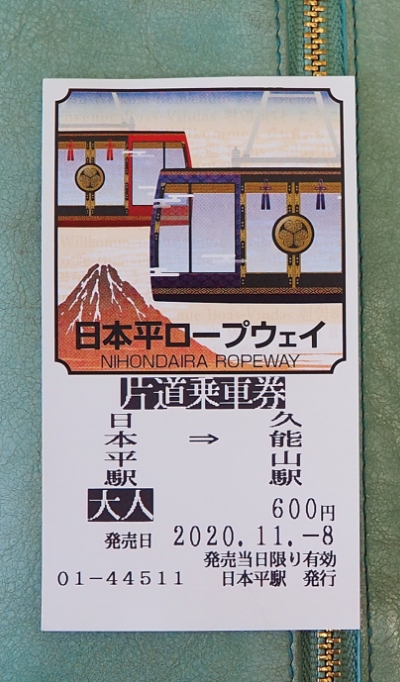 日本平ロープウェイ
NIHONDAIRA ROPEWAY
片道乗車券
日本平駅 ⇒ 久能山駅
大人 600円
発売日 2020.11.-8
発売当日限り有効
01-44511 日本平駅 発行